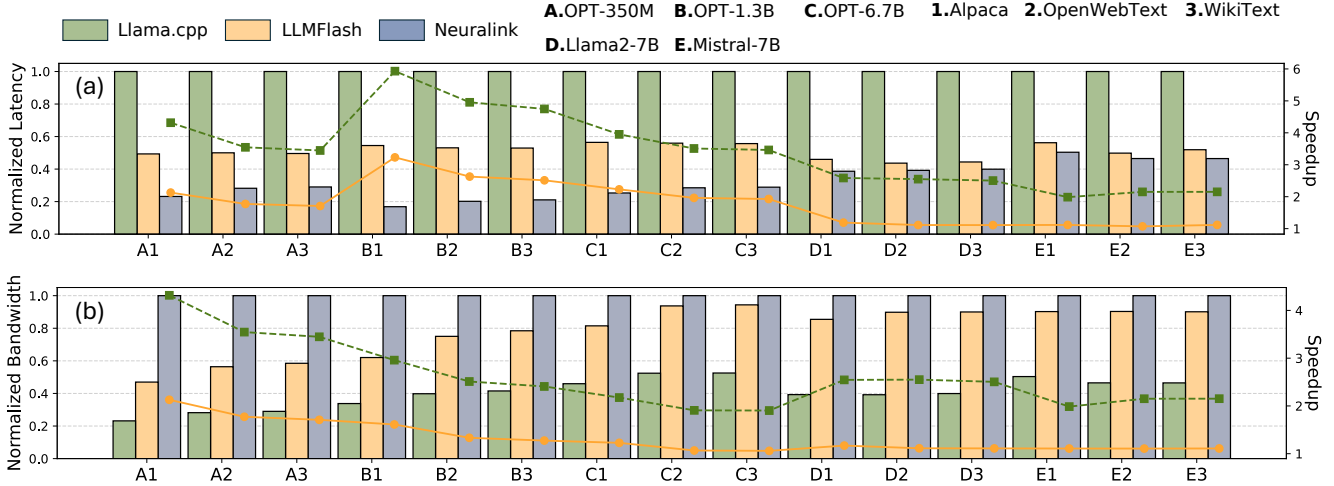 Llama.cpp LLMFlash Neuralink
A.OPT-350M B.OPT-1.3B C.OPT-6.7B 1.Alpaca 2.OpenWebText 3.WikiText
D.Llama2-7B E.Mistral-7B
(a)
Normalized Latency
1.0
0.8
0.6
0.4
0.2
0.0
6
5
4
3
2
1
Speedup
A1 A2 A3 B1 B2 B3 C1 C2 C3 D1 D2 D3 E1 E2 E3
(b)
Normalized Bandwidth
1.0
0.8
0.6
0.4
0.2
0.0
4
3
2
1
Speedup
A1 A2 A3 B1 B2 B3 C1 C2 C3 D1 D2 D3 E1 E2 E3